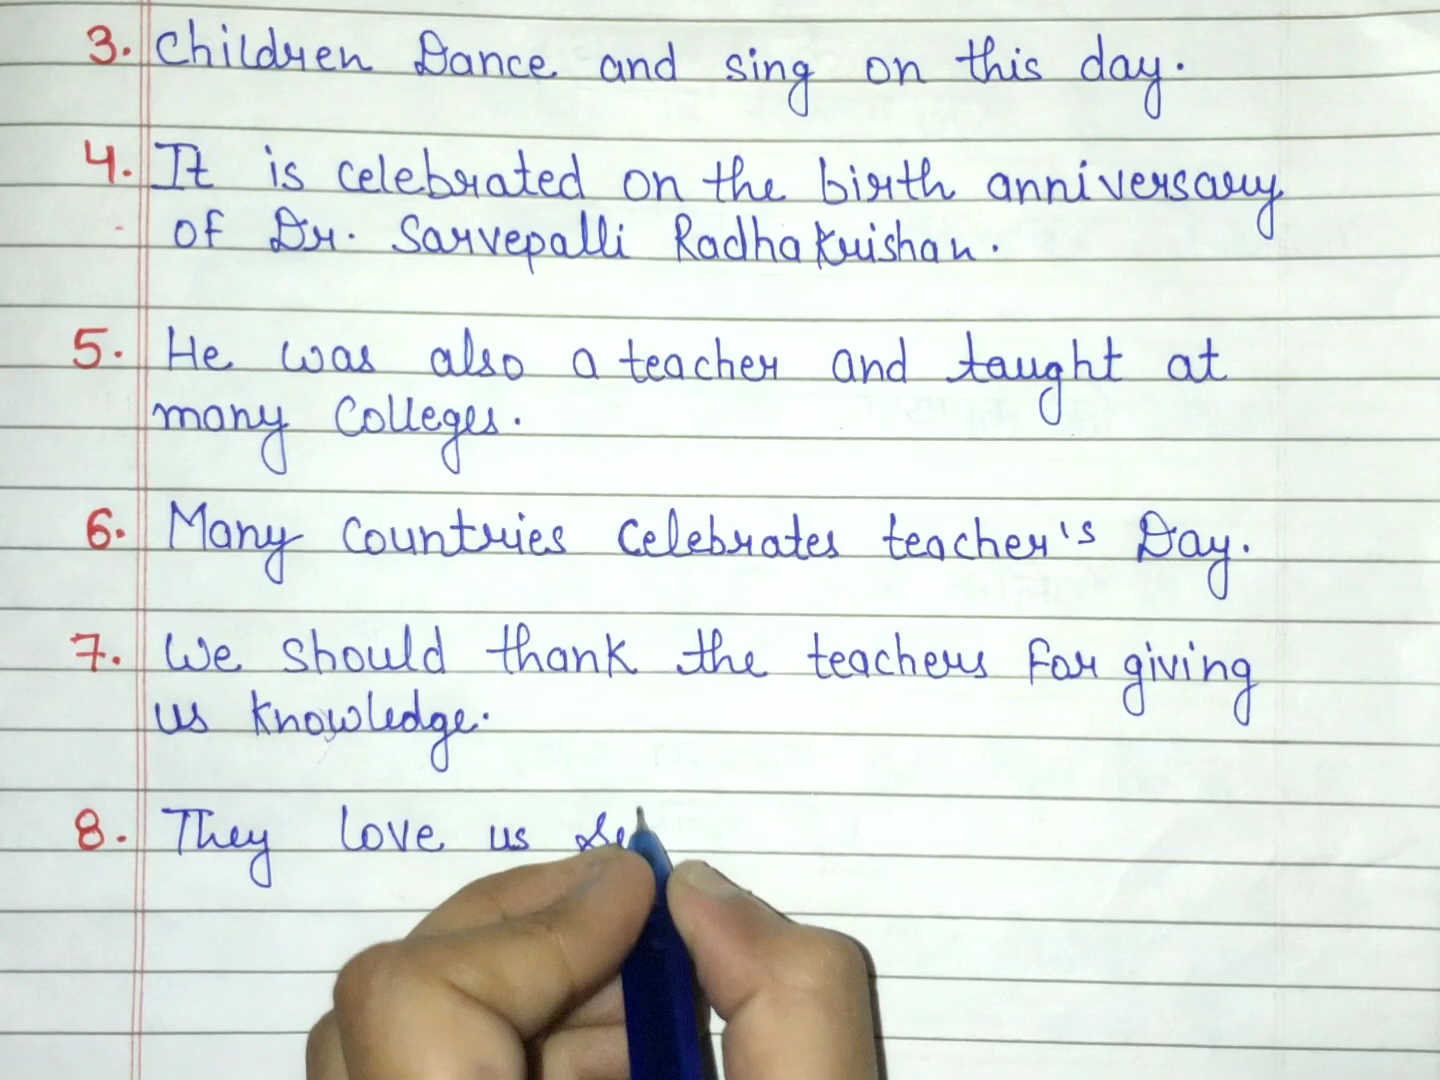 3. Children Dance and sing on this day.
4. It is celebrated on the birth anniversary
of Dr. Sarvepalli Radhakrishan.
5. He was also a teacher and taught at
many Colleges.
6. Many Countries Celebrates teacher's Day.
7. We should thank the teachers For giving
us knowledge.
8. They love us